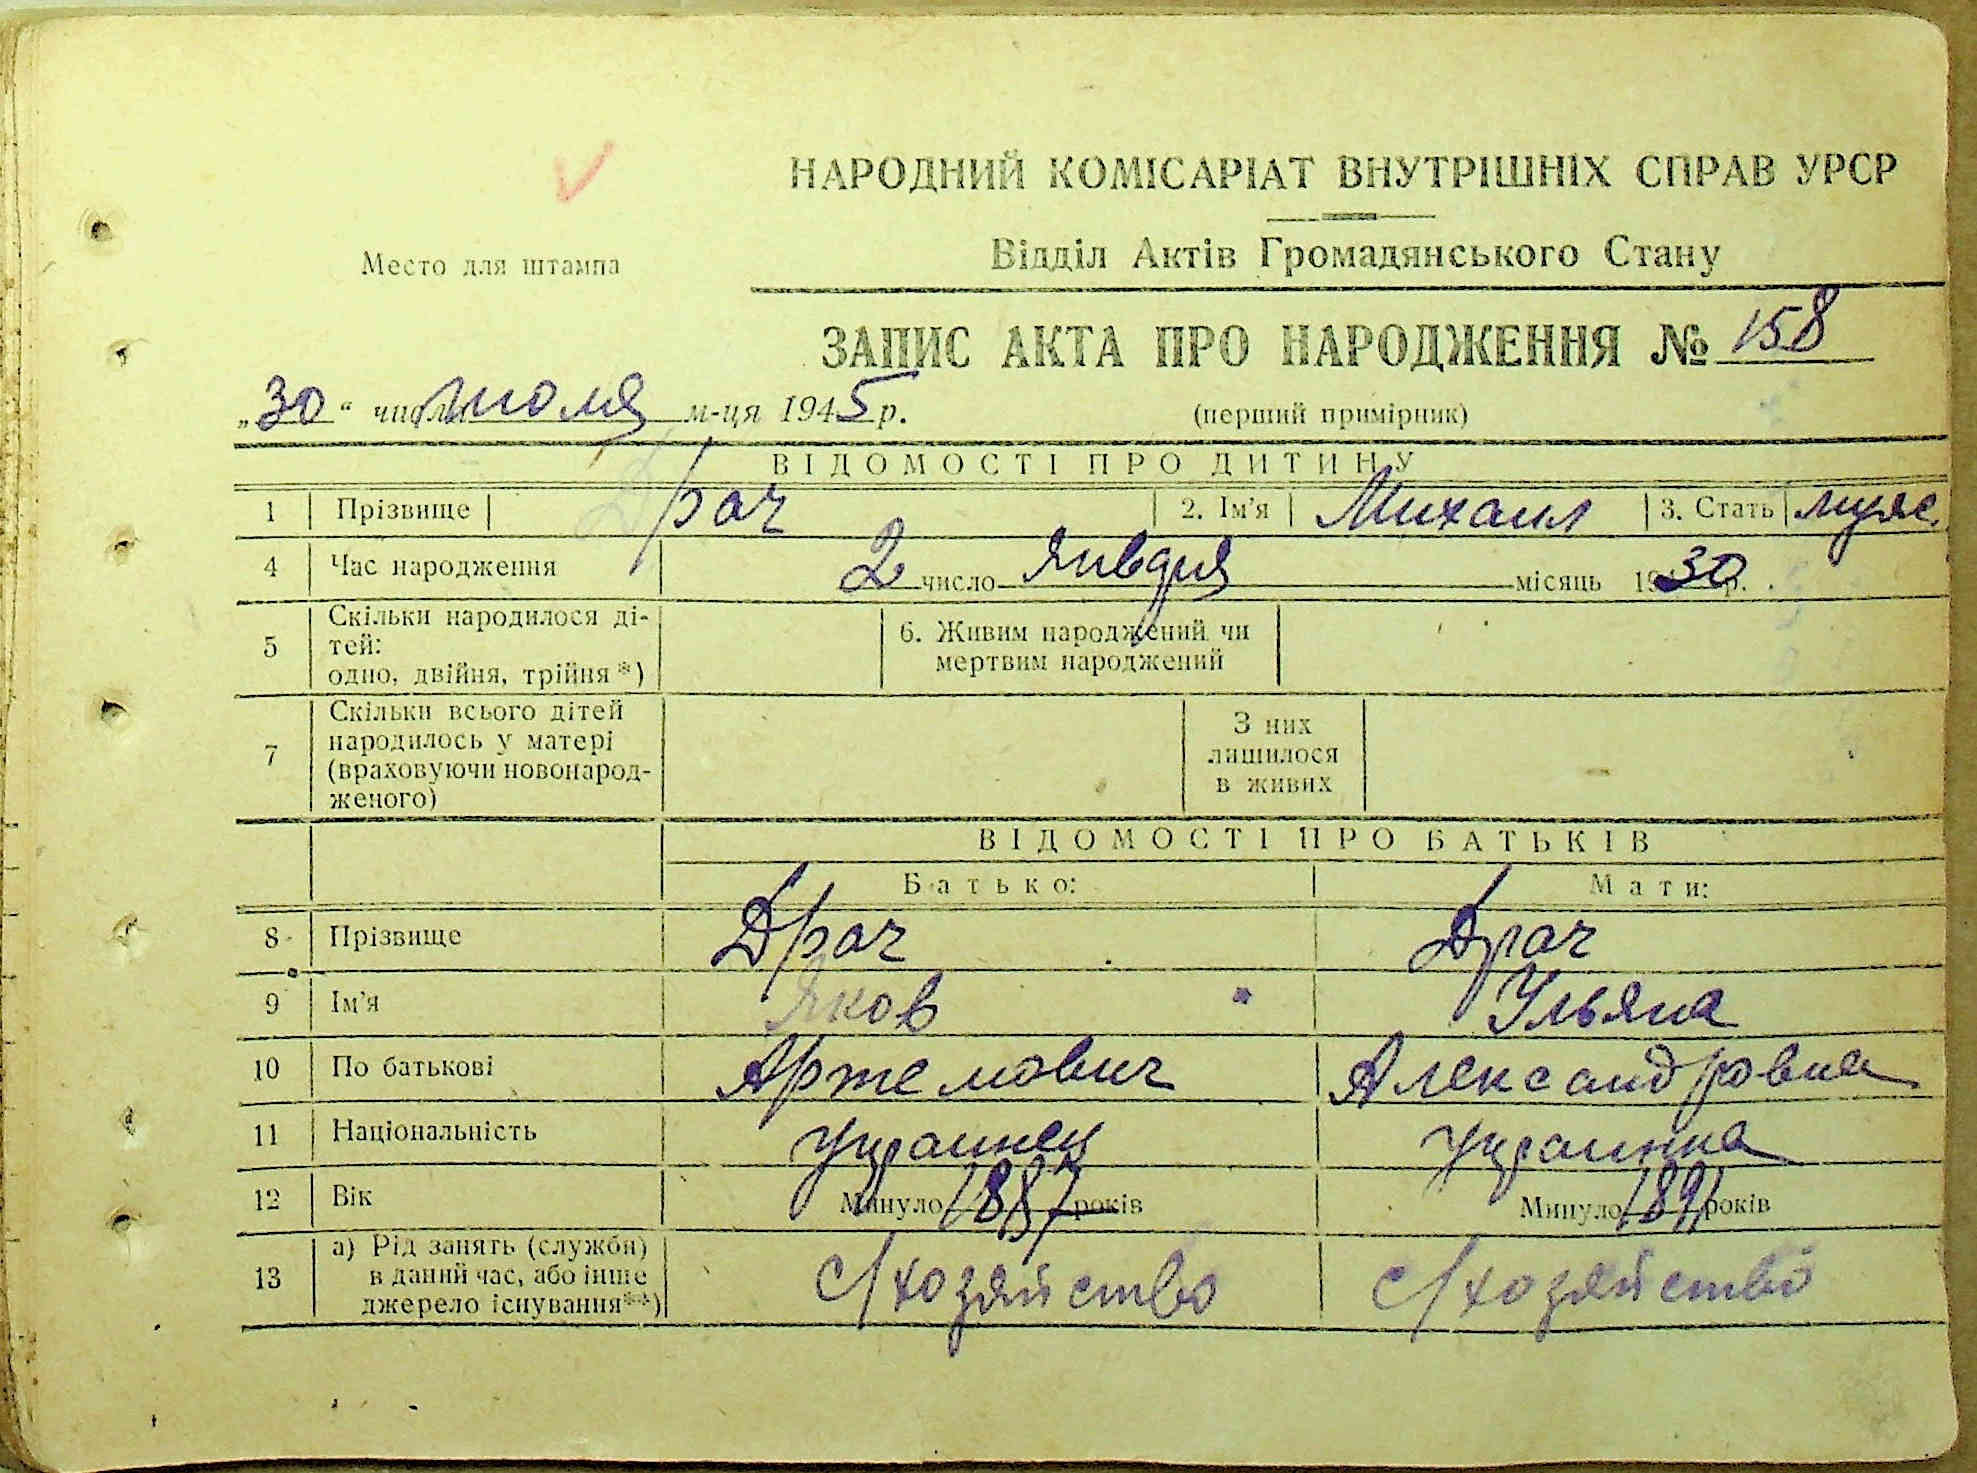 НАРОДНИЙ КОМІСАРІАТ ВНУТРІШНІХ СПРАВ УРСР
Место для штампа
Відділ Актів Громадянського Стану
ЗАПИС АКТА ПРО НАРОДЖЕННЯ № 158
„30“ числа июля м-ця 1945 р.
(перший примірник)
ВІДОМОСТІ ПРО ДИТИНУ
1 Прізвище Драч 2. Ім'я Михаил 3. Стать муж.
4 Час народження 2 число января місяць 1930 р.
5 Скільки народилося ді-
тей:
одно, двійня, трійня*)
6. Живим народжений чи
мертвим народжений
7 Скільки всього дітей
народилось у матері
(враховуючи новонарод-
женого)
З них
лишилося
в живих
ВІДОМОСТІ ПРО БАТЬКІВ
Батько: Мати:
8 Прізвище Драч Драч
9 Ім'я Яков Ульяна
10 По батькові Артемович Александровна
11 Національність украинец украинка
12 Вік Минуло 1887 років Минуло 1891 років
13 а) Рід занять (служби)
в даний час, або інше
джерело існування**)
с/хозяйство с/хозяйство